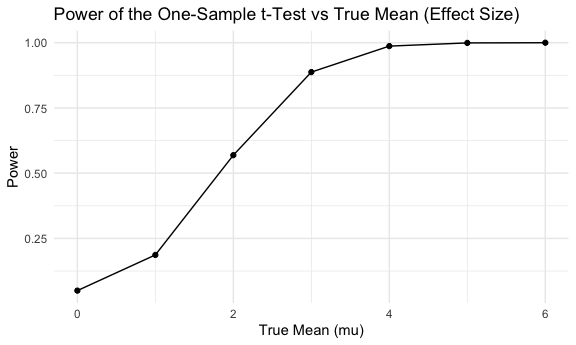 Power of the One-Sample t-Test vs True Mean (Effect Size)
1.00
0.75
0.50
0.25
Power
0 2 4 6
True Mean (mu)